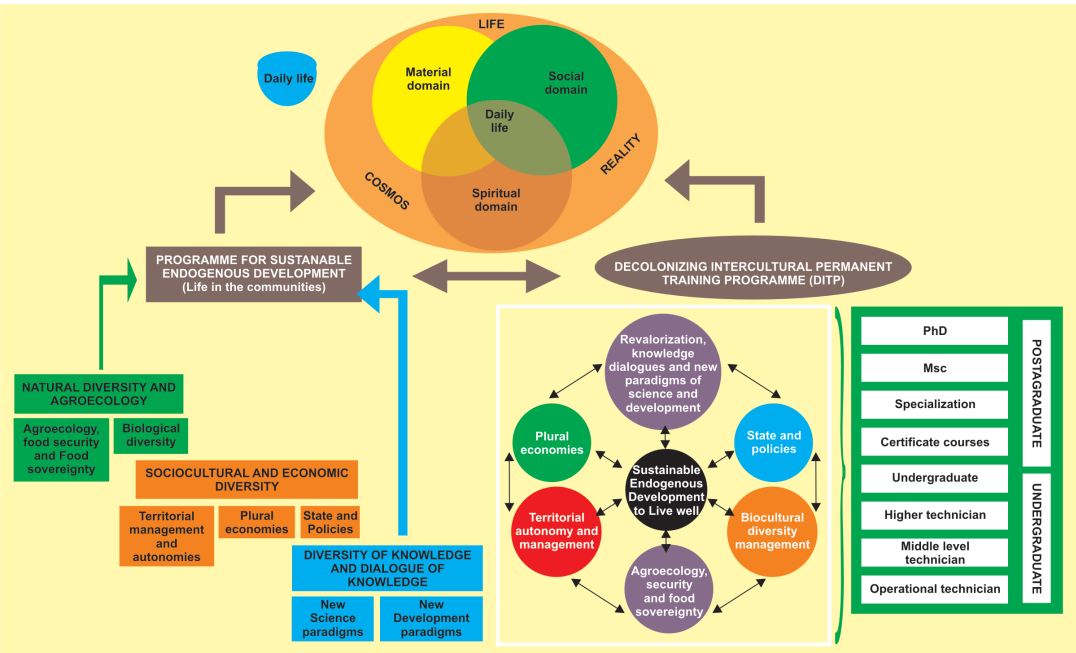 LIFE
Daily life
Material
domain
Social
domain
Daily
life
REALITY
COSMOS
Spiritual
domain
PROGRAMME FOR SUSTANABLE
ENDOGENOUS DEVELOPMENT
(Life in the communities)
DECOLONIZING INTERCULTURAL PERMANENT
TRAINING PROGRAMME (DITP)
NATURAL DIVERSITY AND
AGROECOLOGY
Agroecology,
food security
and Food
sovereignty
Biological
diversity
SOCIOCULTURAL AND ECONOMIC
DIVERSITY
Territorial
management
and
autonomies
Plural
economies
State and
Policies
DIVERSITY OF KNOWLEDGE
AND DIALOGUE OF
KNOWLEDGE
New
Science
paradigms
New
Development
paradigms
Revalorization,
knowledge
dialogues and new
paradigms of
science and
development
Plural
economies
State and
policies
Sustainable
Endogenous
Development
to Live well
Territorial
autonomy and
management
Biocultural
diversity
management
Agroecology,
security
and food
sovereignty
PhD
Msc
Specialization
Certificate courses
Undergraduate
Higher technician
Middle level
technician
Operational technician
POSTAGRADUATE
UNDERGRADUATE